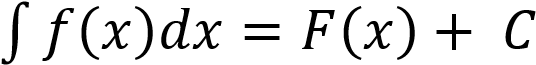 ∫ f(x)dx = F(x) + C